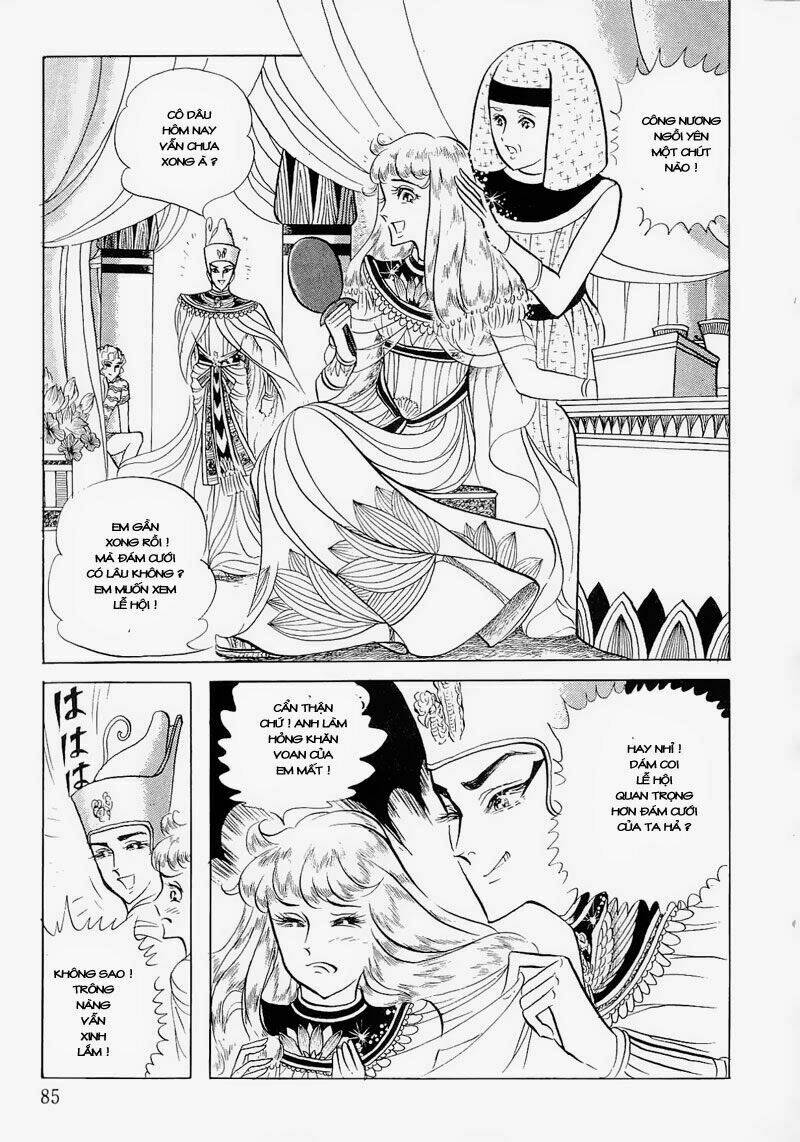 CÔ DÂU
HÔM NAY
VẪN CHƯA
XONG À ?
CÔNG NƯƠNG
NGỒI YÊN
MỘT CHÚT
NÀO !
EM GẦN
XONG RỒI !
MÀ ĐÁM CƯỚI
CÓ LÂU KHÔNG ?
EM MUỐN XEM
LỄ HỘI !
ははは
KHÔNG SAO !
TRÔNG
NÀNG
VẪN
XINH
LẮM !
CẨN THẬN
CHỨ ! ANH LÀM
HỎNG KHĂN
VOAN CỦA
EM MẤT !
HAY NHỈ !
DÁM COI
LỄ HỘI
QUAN TRỌNG
HƠN ĐÁM CƯỚI
CỦA TA HẢ ?
85